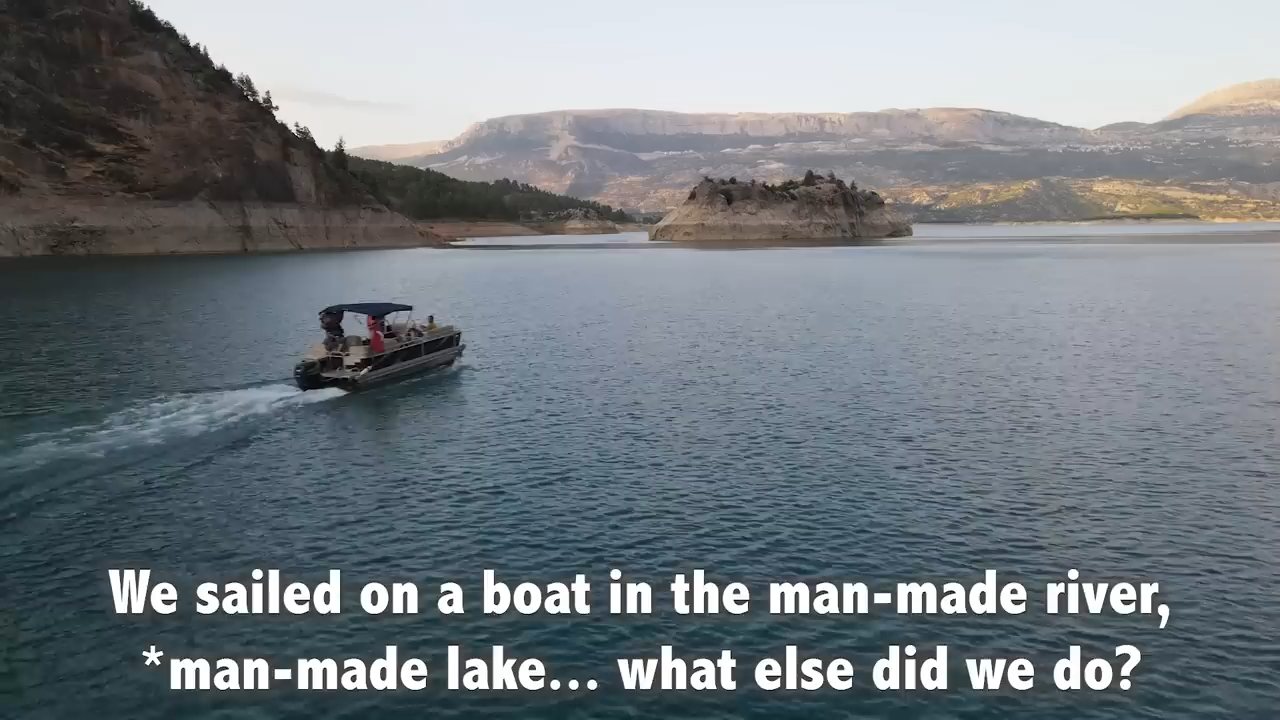 We sailed on a boat in the man-made river,
*man-made lake... what else did we do?